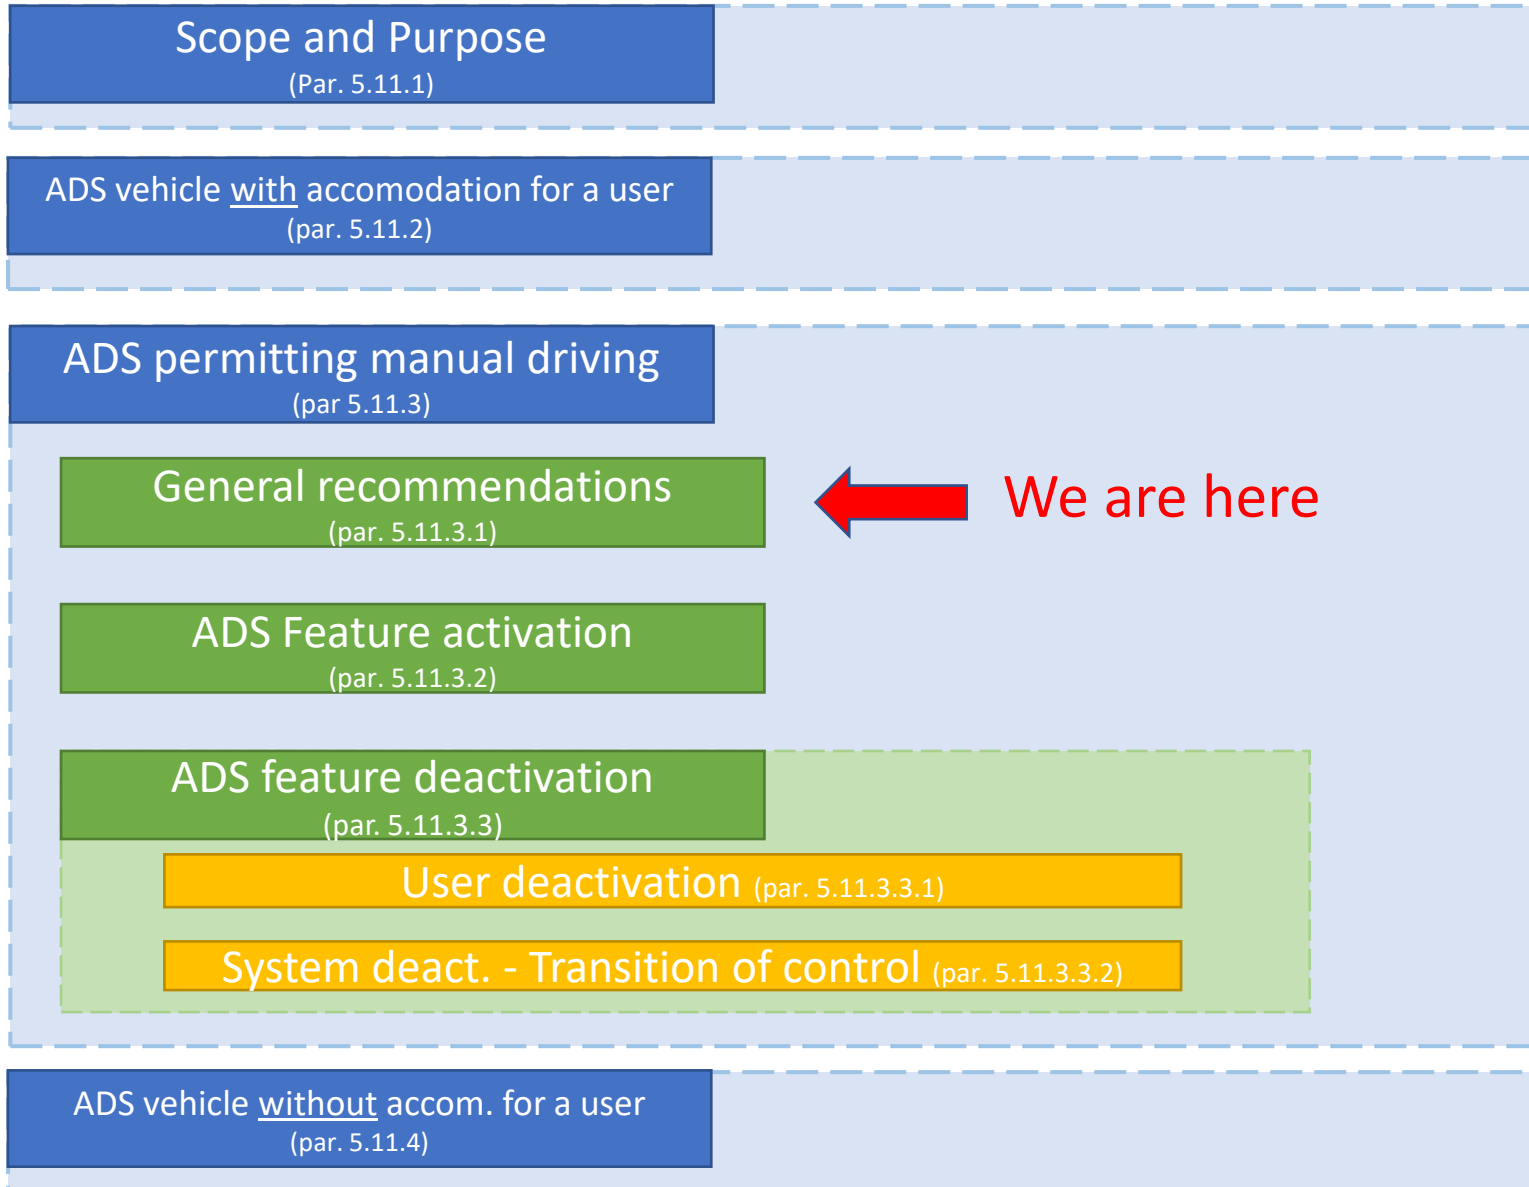 Scope and Purpose
(Par. 5.11.1)
ADS vehicle with accomodation for a user
(par. 5.11.2)
ADS permitting manual driving
(par 5.11.3)
General recommendations
(par. 5.11.3.1)
We are here
ADS Feature activation
(par. 5.11.3.2)
ADS feature deactivation
(par. 5.11.3.3)
User deactivation (par. 5.11.3.3.1)
System deact. - Transition of control (par. 5.11.3.3.2)
ADS vehicle without accom. for a user
(par. 5.11.4)